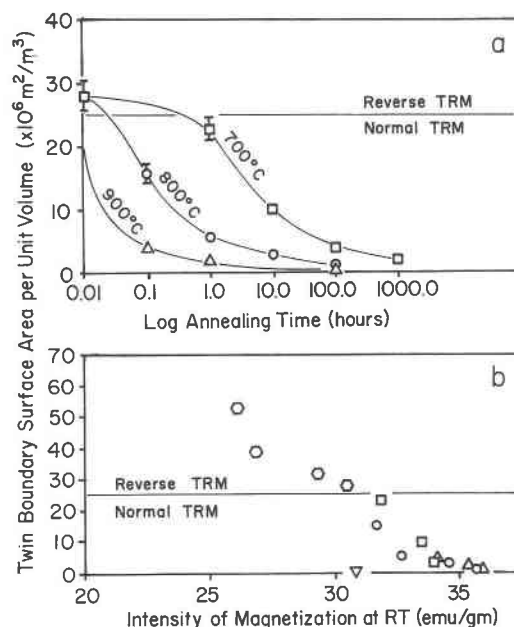 a
40
30
20
10
0
Reverse TRM
Normal TRM
700°C
800°C
900°C
0.01 0.1 1.0 10.0 100.0 1000.0
Log Annealing Time (hours)
Twin Boundary Surface Area per Unit Volume (×10⁶ m²/m³)
b
70
60
50
40
30
20
10
0
Reverse TRM
Normal TRM
20 25 30 35
Intensity of Magnetization at RT (emu/gm)